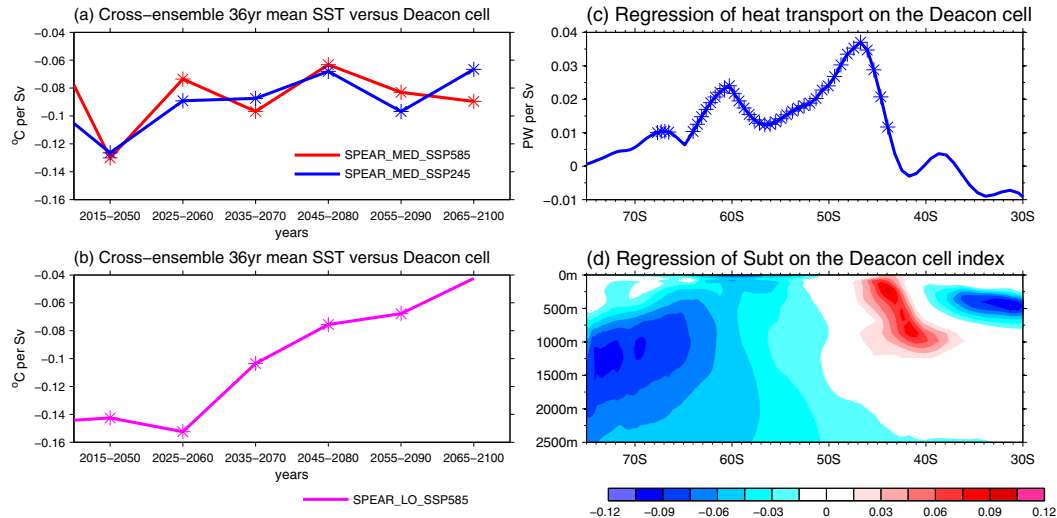 (a) Cross-ensemble 36yr mean SST versus Deacon cell
−0.04
−0.06
−0.08
−0.1
−0.12
−0.14
−0.16
oC per Sv
SPEAR_MED_SSP585
SPEAR_MED_SSP245
2015−2050 2025−2060 2035−2070 2045−2080 2055−2090 2065−2100
years
(b) Cross-ensemble 36yr mean SST versus Deacon cell
−0.04
−0.06
−0.08
−0.1
−0.12
−0.14
−0.16
oC per Sv
2015−2050 2025−2060 2035−2070 2045−2080 2055−2090 2065−2100
years
SPEAR_LO_SSP585
(c) Regression of heat transport on the Deacon cell
0.04
0.03
0.02
0.01
0
−0.01
PW per Sv
70S 60S 50S 40S 30S
(d) Regression of Subt on the Deacon cell index
0m
500m
1000m
1500m
2000m
2500m
70S 60S 50S 40S 30S
−0.12 −0.09 −0.06 −0.03 0 0.03 0.06 0.09 0.12